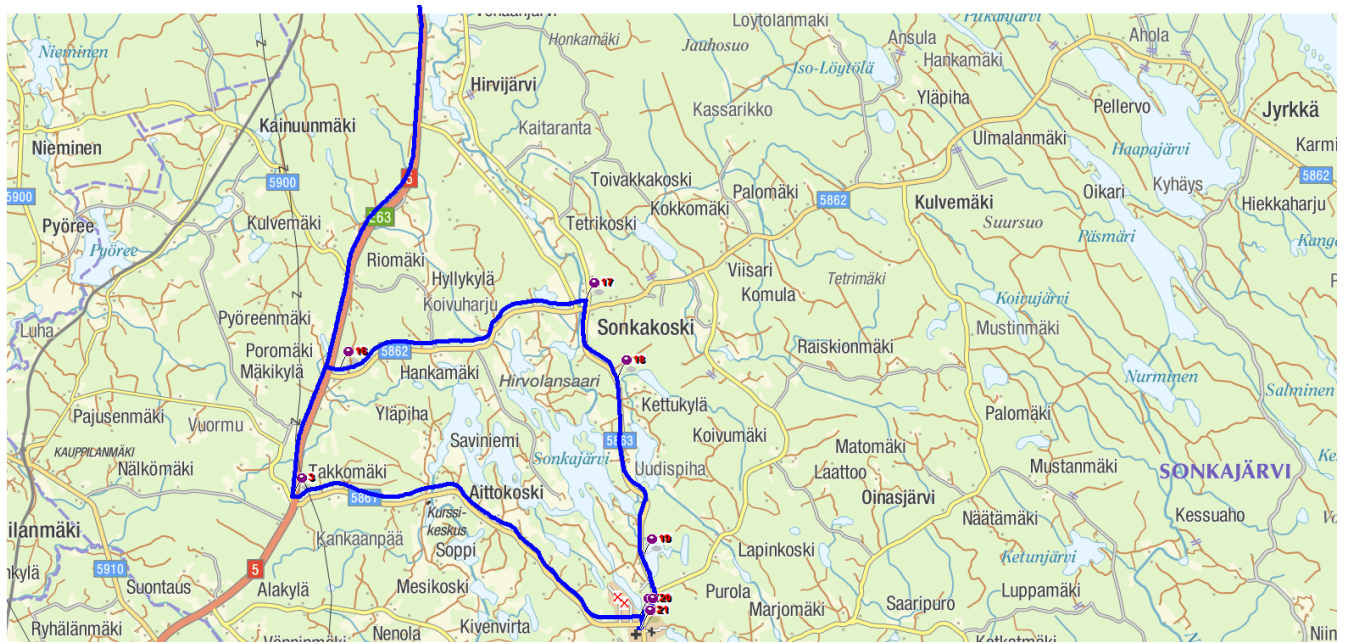 Löytölänmäki
Ahola
Nieminen
Honkamäki
Jauhosuo
Ansula
Hankamäki
Iso-Löytölä
Hirvijärvi
Yläpiha
Pellervo
Jyrkkä
Kassarikko
Kainuunmäki
Kaitaranta
Ulmalanmäki
Nieminen
Haapajärvi
Karmi
5900
5
Toivakkakoski
Kyhäys
5862
5900
Palomäki
5862
Oikari
Kulvemäki
Hiekkaharju
Kokkomäki
E63
Pyöree
Kulvemäki
Tetrikoski
Suursuo
Päsmäri
Pyöree
Kanga
Riomäki
Viisari
Hyllykylä
Tetrimäki
17
Komula
Koivujärvi
Koivuharju
Pyöreenmäki
Sonkakoski
Mustinmäki
Luha
Poromäki
16
5862
Raiskionmäki
18
Mäkikylä
Hankamäki
Hirvolansaari
Nurminen
Salminen
Kettukylä
Pajusenmäki
Yläpiha
Palomäki
Vuormu
Saviniemi
5863
Koivumäki
Matomäki
KAUPPILANMÄKI
Sonkajärvi
Uudispiha
Laattoo
Mustanmäki
SONKAJÄRVI
Nälkömäki
Takkomäki
3
5861
Aittokoski
Oinasjärvi
Kessuaho
Kurssi-
keskus
Näätämäki
ilanmäki
Kankaanpää
19
Lapinkoski
Soppi
Ketunjärvi
5910
5
Suontaus
Alakylä
Mesikoski
Purola
Luppamäki
20
Saaripuro
21
Marjomäki
Ryhälänmäki
Nenola
Kivenvirta